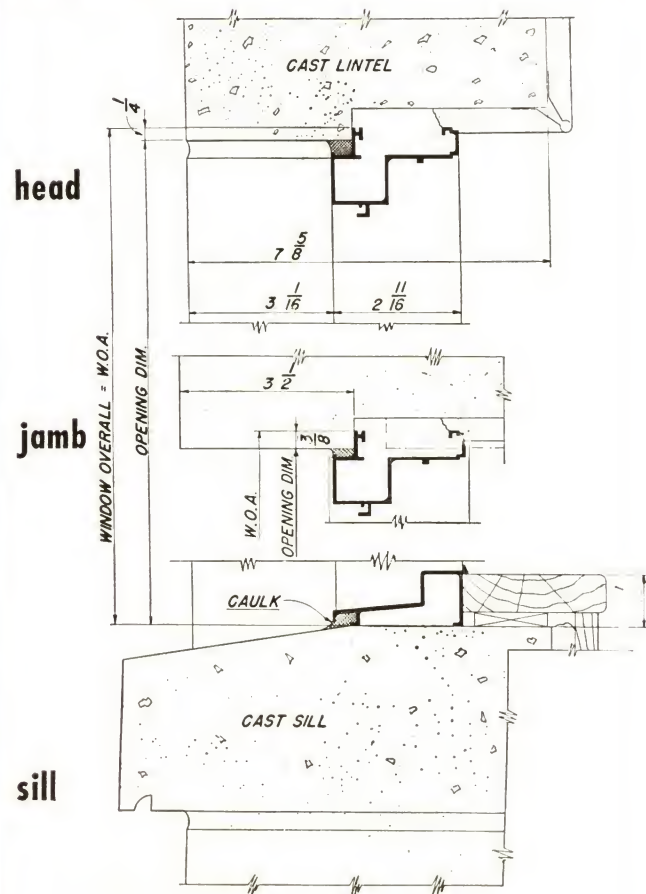 CAST LINTEL
1/4
head
7 5/8
3 1/16
2 11/16
WINDOW OVERALL = W.O.A.
OPENING DIM.
3 1/2
jamb
3/8
W.O.A.
OPENING DIM.
CAULK
1
CAST SILL
sill